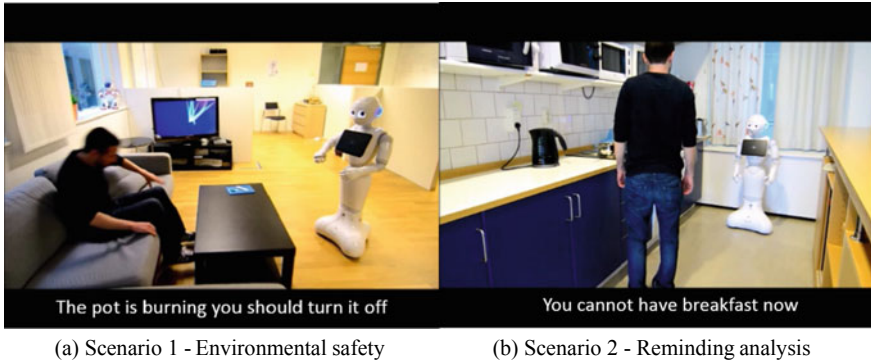 The pot is burning you should turn it off
You cannot have breakfast now
(a) Scenario 1 - Environmental safety
(b) Scenario 2 - Reminding analysis